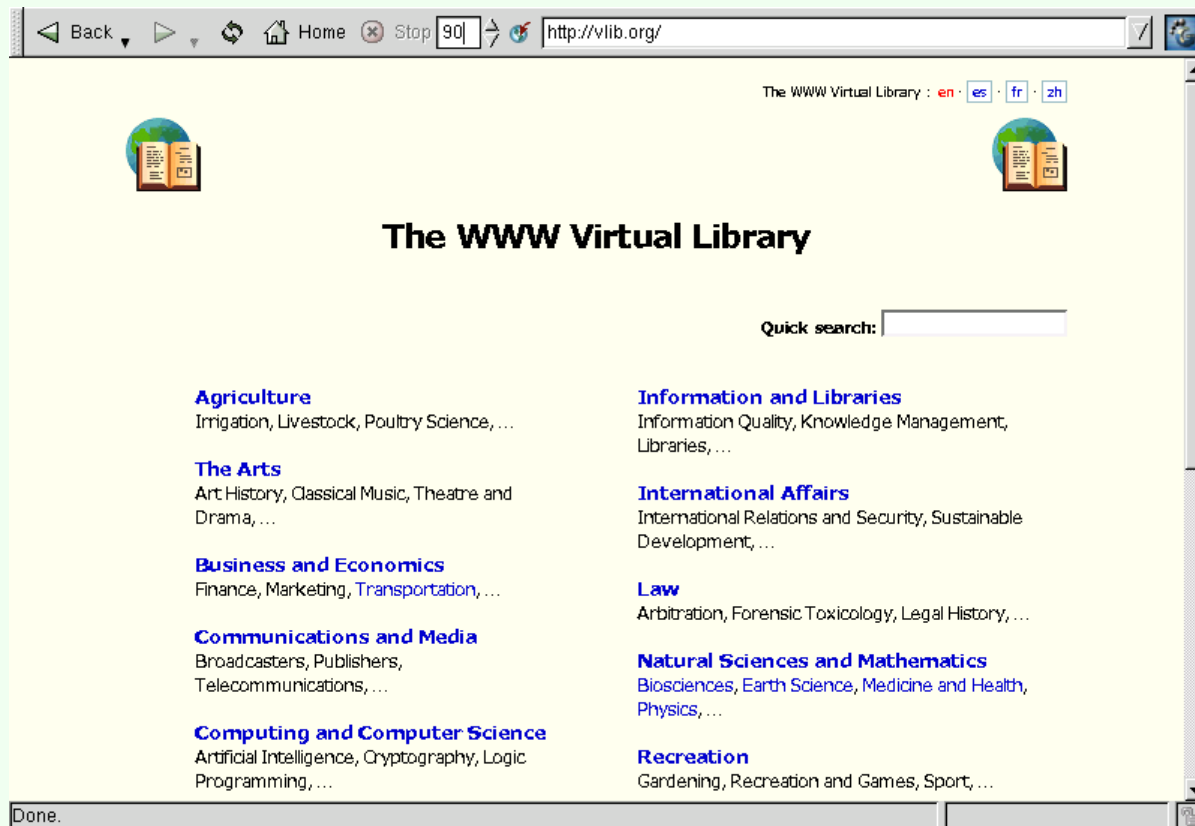 Back Home Stop 90 http://vlib.org/
The WWW Virtual Library : en · es · fr · zh
The WWW Virtual Library
Quick search:
Agriculture
Irrigation, Livestock, Poultry Science, ...
The Arts
Art History, Classical Music, Theatre and
Drama, ...
Business and Economics
Finance, Marketing, Transportation, ...
Communications and Media
Broadcasters, Publishers,
Telecommunications, ...
Computing and Computer Science
Artificial Intelligence, Cryptography, Logic
Programming, ...
Information and Libraries
Information Quality, Knowledge Management,
Libraries, ...
International Affairs
International Relations and Security, Sustainable
Development, ...
Law
Arbitration, Forensic Toxicology, Legal History, ...
Natural Sciences and Mathematics
Biosciences, Earth Science, Medicine and Health,
Physics, ...
Recreation
Gardening, Recreation and Games, Sport, ...
Done.